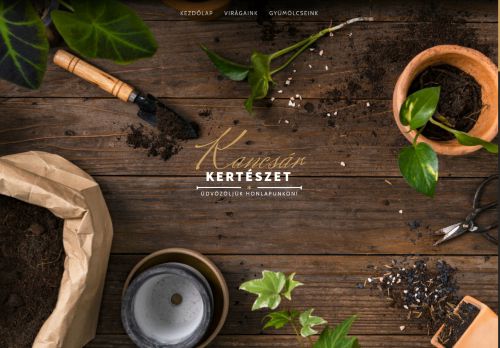 KEZDŐLAP VIRÁGAINK GYÜMÖLCSEINK
Kancsár
KERTÉSZET
ÜDVÖZÖLJÜK HONLAPUNKON!